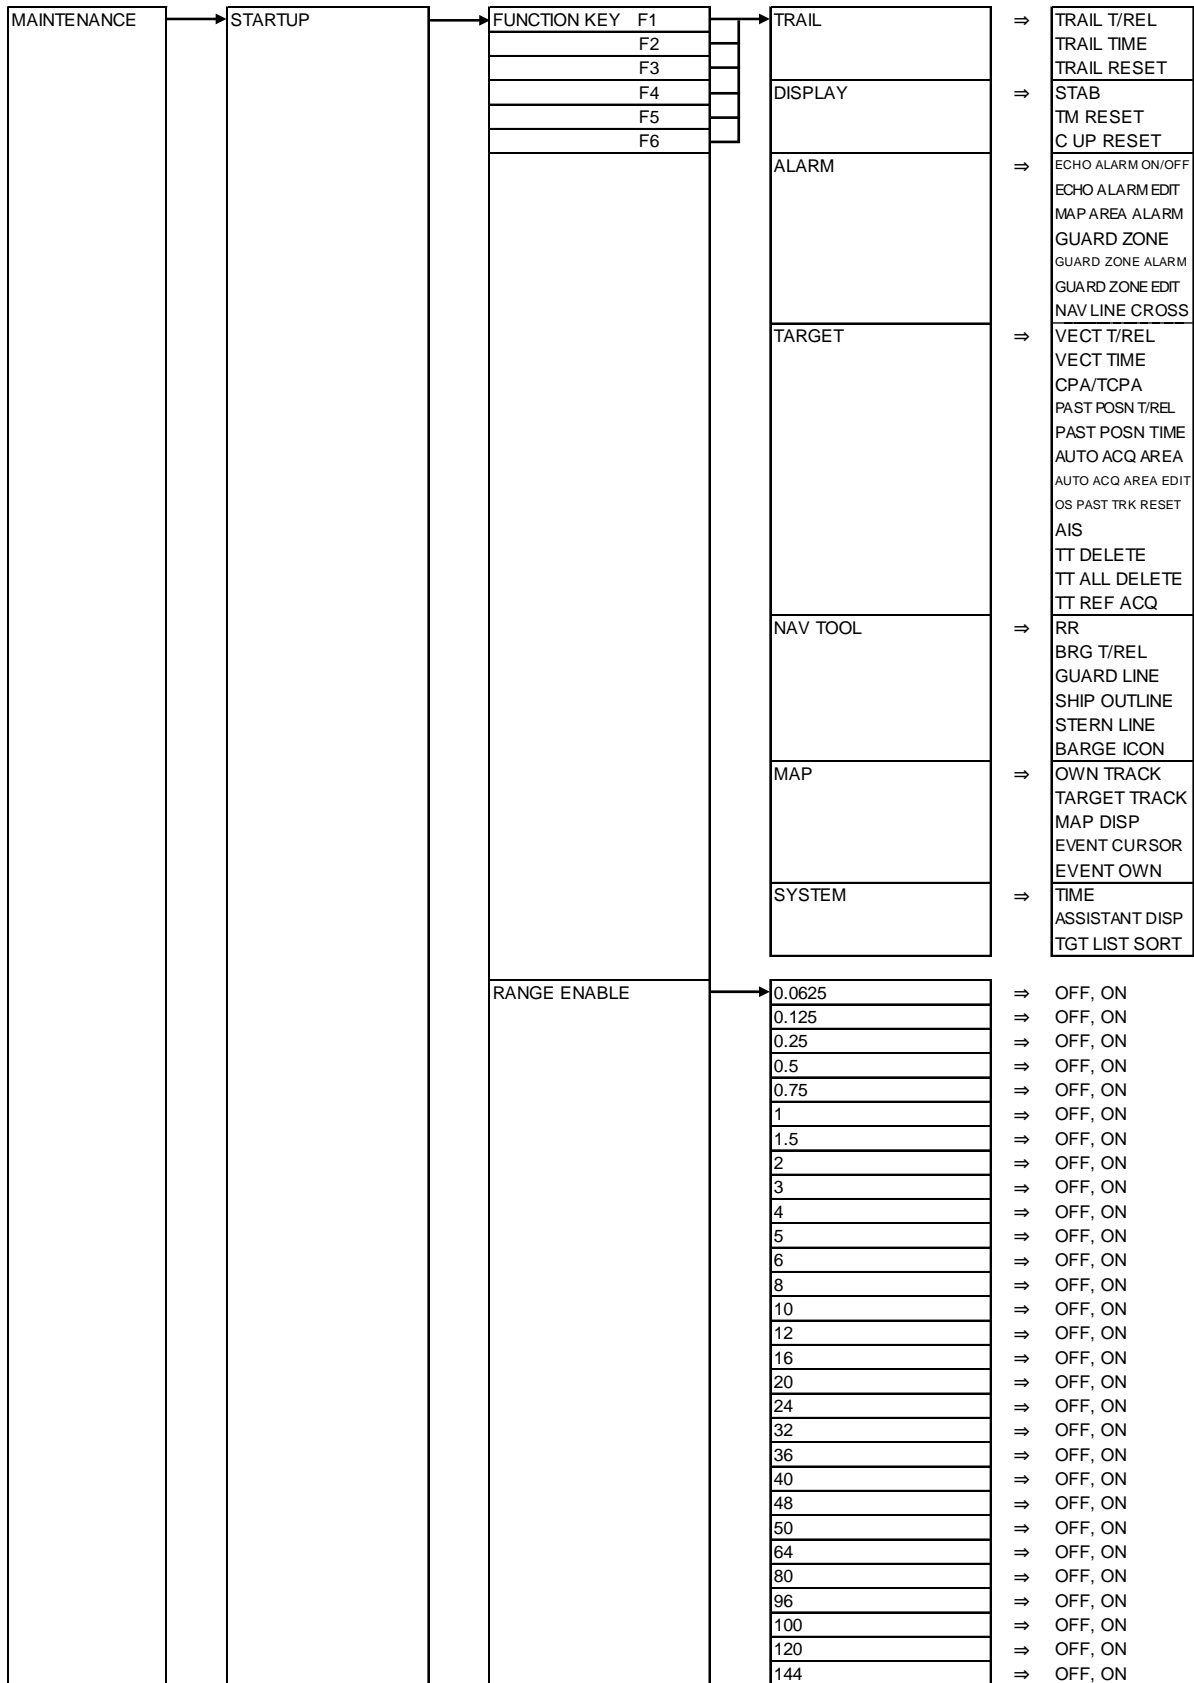 MAINTENANCE STARTUP FUNCTION KEY F1 TRAIL ⇒ TRAIL T/REL
F2 TRAIL TIME
F3 TRAIL RESET
F4 DISPLAY ⇒ STAB
F5 TM RESET
F6 C UP RESET
ALARM ⇒ ECHO ALARM ON/OFF
ECHO ALARM EDIT
MAP AREA ALARM
GUARD ZONE
GUARD ZONE ALARM
GUARD ZONE EDIT
NAV LINE CROSS
TARGET ⇒ VECT T/REL
VECT TIME
CPA/TCPA
PAST POSN T/REL
PAST POSN TIME
AUTO ACQ AREA
AUTO ACQ AREA EDIT
OS PAST TRK RESET
AIS
TT DELETE
TT ALL DELETE
TT REF ACQ
NAV TOOL ⇒ RR
BRG T/REL
GUARD LINE
SHIP OUTLINE
STERN LINE
BARGE ICON
MAP ⇒ OWN TRACK
TARGET TRACK
MAP DISP
EVENT CURSOR
EVENT OWN
SYSTEM ⇒ TIME
ASSISTANT DISP
TGT LIST SORT
RANGE ENABLE 0.0625 ⇒ OFF, ON
0.125 ⇒ OFF, ON
0.25 ⇒ OFF, ON
0.5 ⇒ OFF, ON
0.75 ⇒ OFF, ON
1 ⇒ OFF, ON
1.5 ⇒ OFF, ON
2 ⇒ OFF, ON
3 ⇒ OFF, ON
4 ⇒ OFF, ON
5 ⇒ OFF, ON
6 ⇒ OFF, ON
8 ⇒ OFF, ON
10 ⇒ OFF, ON
12 ⇒ OFF, ON
16 ⇒ OFF, ON
20 ⇒ OFF, ON
24 ⇒ OFF, ON
32 ⇒ OFF, ON
36 ⇒ OFF, ON
40 ⇒ OFF, ON
48 ⇒ OFF, ON
50 ⇒ OFF, ON
64 ⇒ OFF, ON
80 ⇒ OFF, ON
96 ⇒ OFF, ON
100 ⇒ OFF, ON
120 ⇒ OFF, ON
144 ⇒ OFF, ON